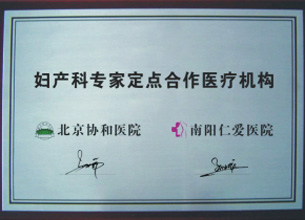 妇产科专家定点合作医疗机构
北京协和医院 南阳仁爱医院